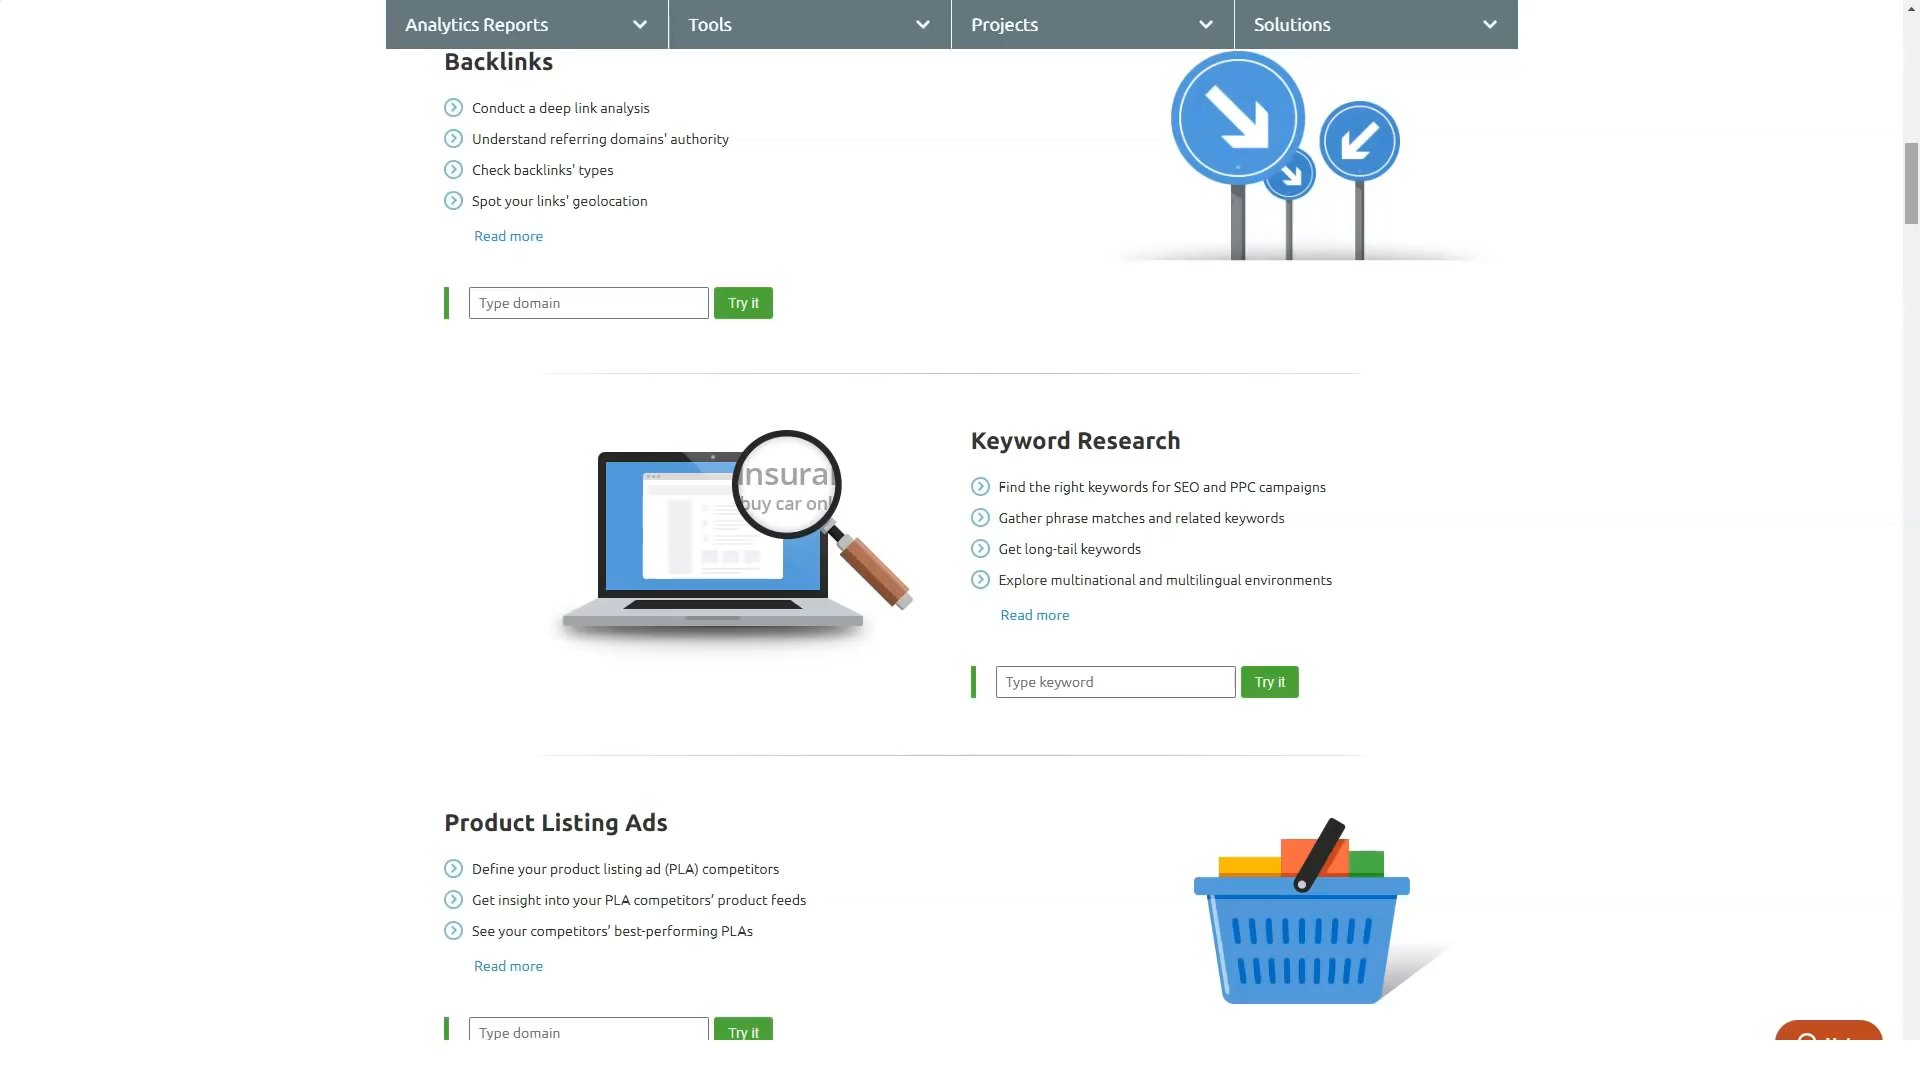 Analytics Reports
Tools
Projects
Solutions
Backlinks
Conduct a deep link analysis
Understand referring domains' authority
Check backlinks' types
Spot your links' geolocation
Read more
Type domain
Try it
nsura
buy car onl
Keyword Research
Find the right keywords for SEO and PPC campaigns
Gather phrase matches and related keywords
Get long-tail keywords
Explore multinational and multilingual environments
Read more
Type keyword
Try it
Product Listing Ads
Define your product listing ad (PLA) competitors
Get insight into your PLA competitors’ product feeds
See your competitors’ best-performing PLAs
Read more
Type domain
Try it